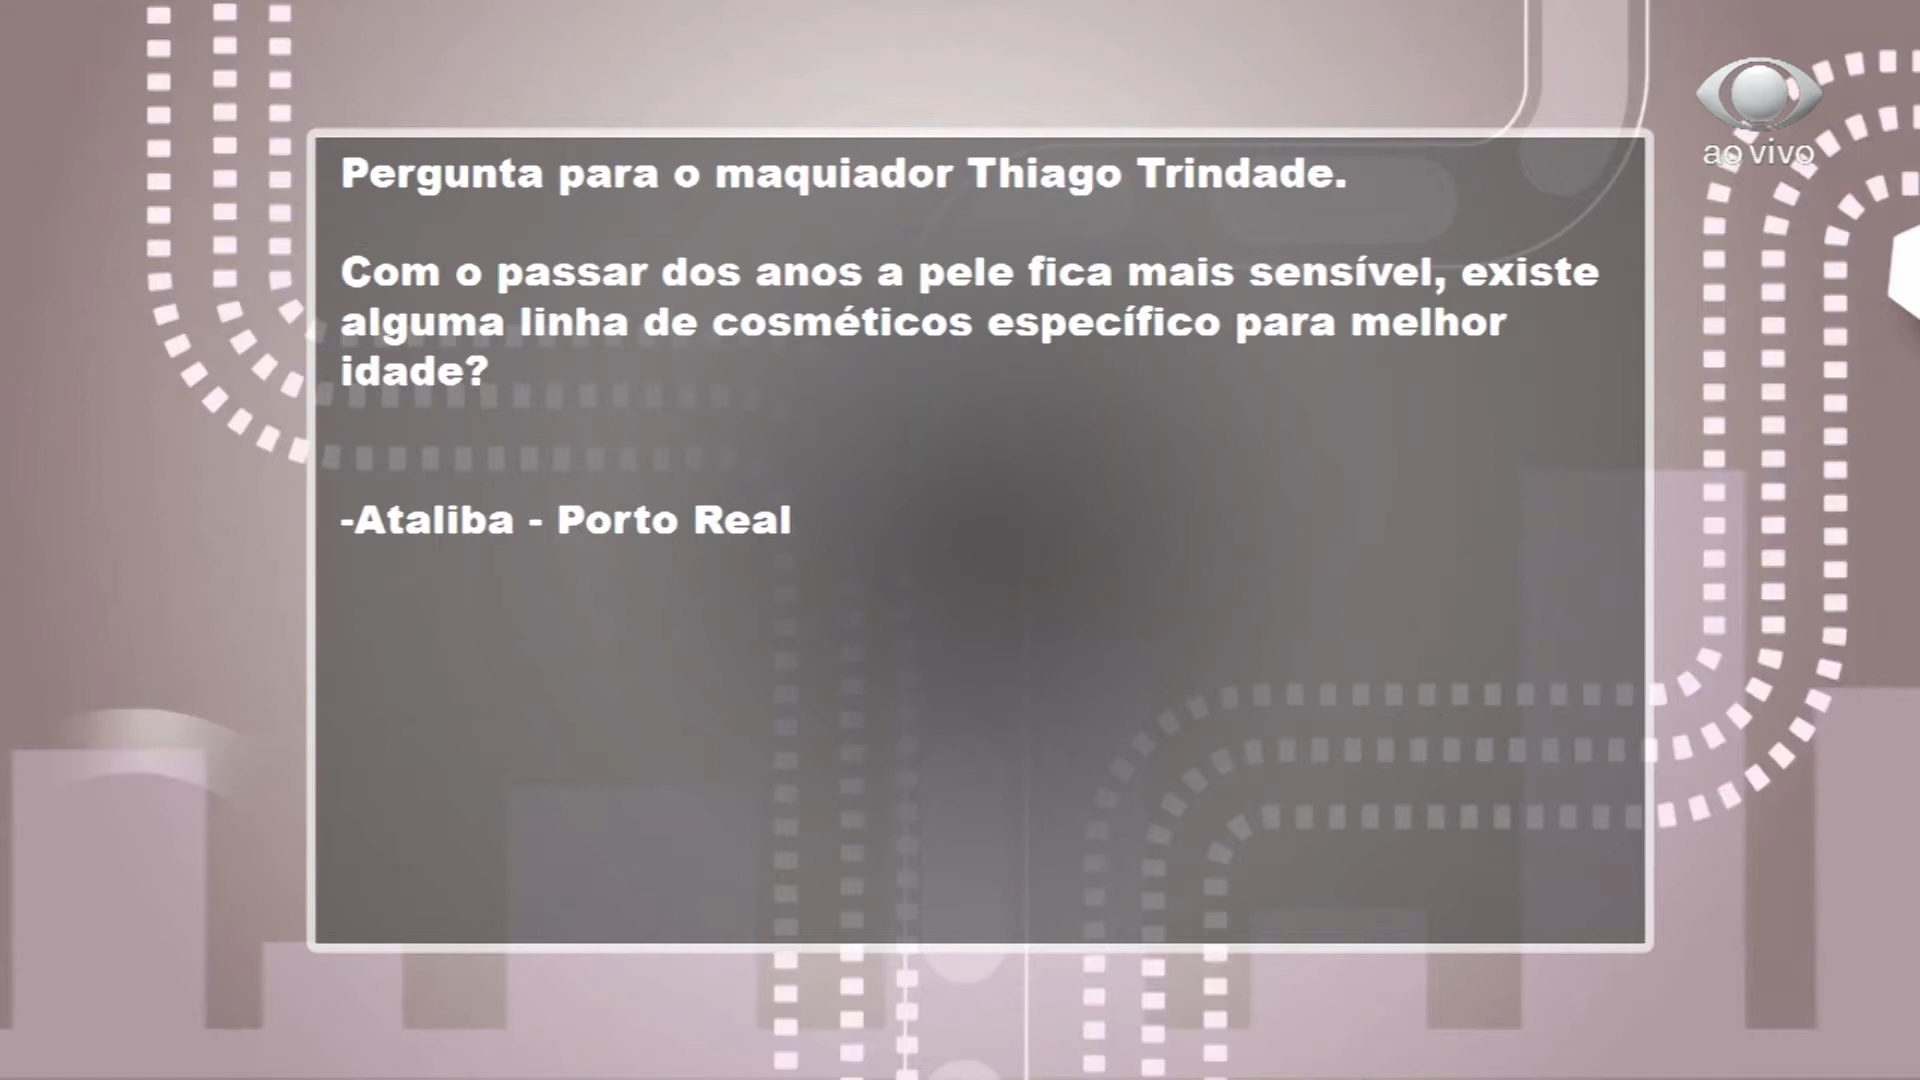 ao vivo
Pergunta para o maquiador Thiago Trindade.
Com o passar dos anos a pele fica mais sensível, existe
alguma linha de cosméticos específico para melhor
idade?
-Ataliba - Porto Real